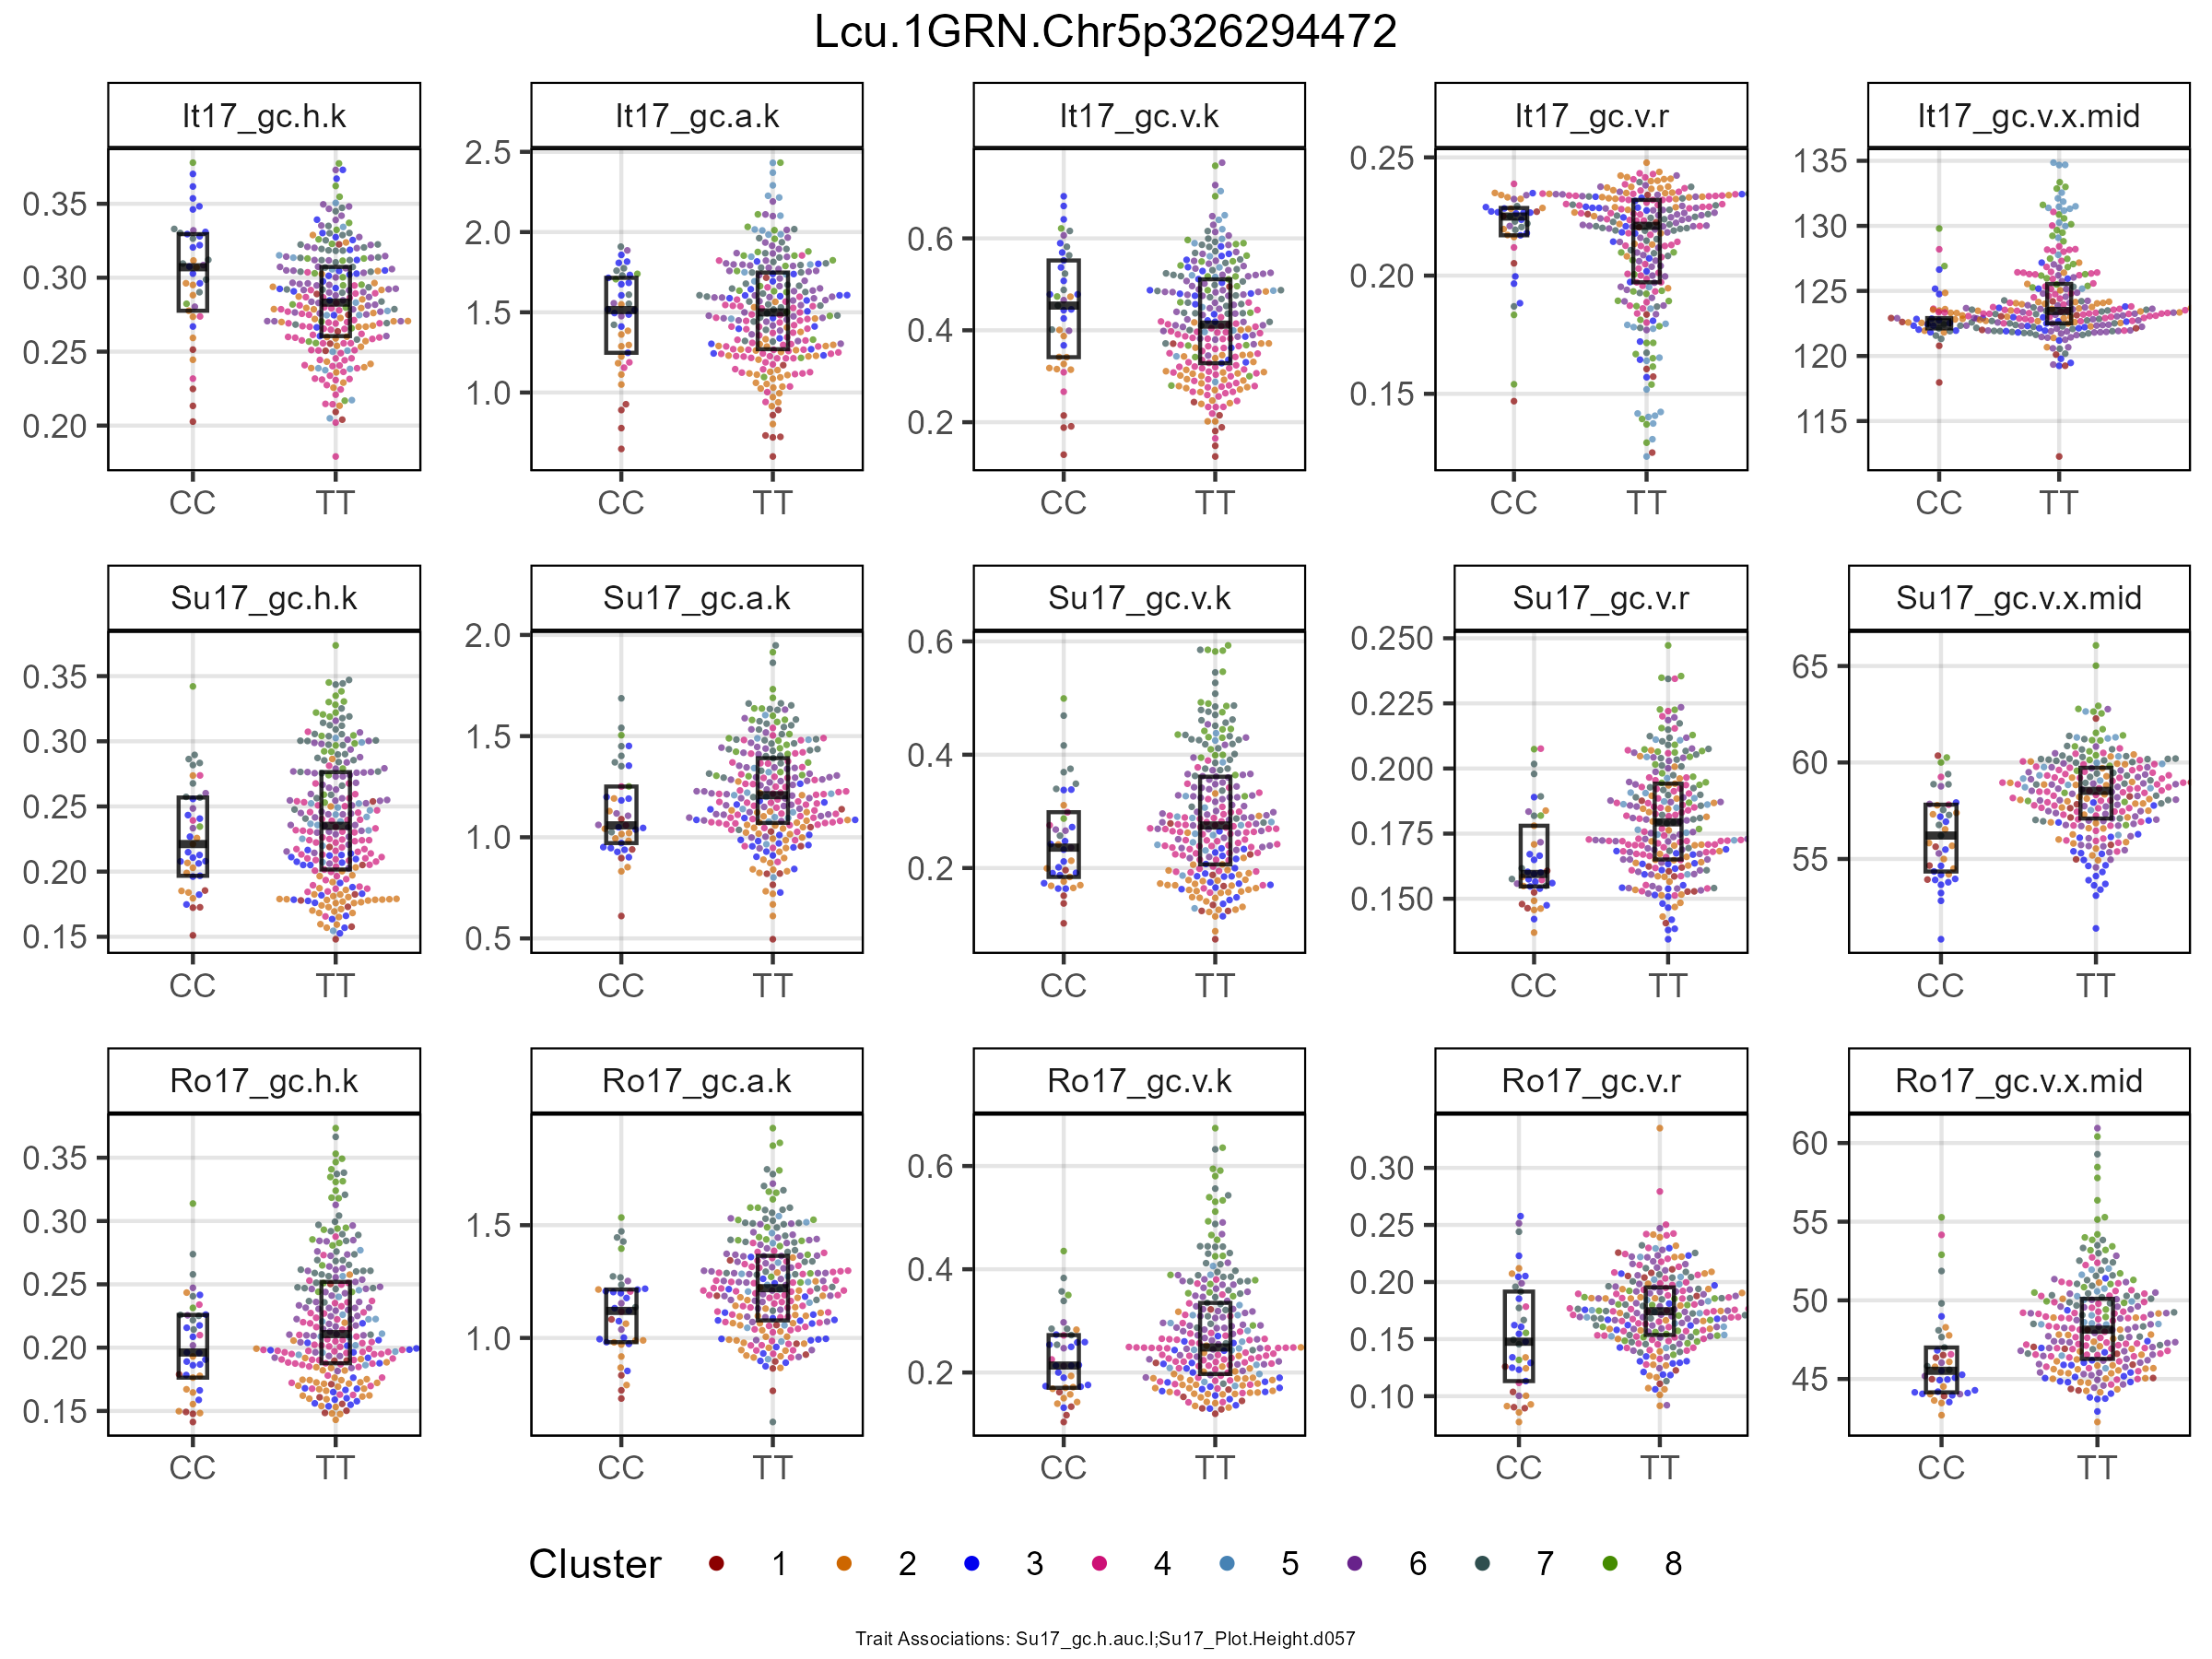 Lcu.1GRN.Chr5p326294472
It17_gc.h.k It17_gc.a.k It17_gc.v.k It17_gc.v.r It17_gc.v.x.mid
0.35 0.30 0.25 0.20 2.5 2.0 1.5 1.0 0.6 0.4 0.2 0.25 0.20 0.15 135 130 125 120 115
CC TT CC TT CC TT CC TT CC TT
Su17_gc.h.k Su17_gc.a.k Su17_gc.v.k Su17_gc.v.r Su17_gc.v.x.mid
0.35 0.30 0.25 0.20 0.15 2.0 1.5 1.0 0.5 0.6 0.4 0.2 0.250 0.225 0.200 0.175 0.150 65 60 55
CC TT CC TT CC TT CC TT CC TT
Ro17_gc.h.k Ro17_gc.a.k Ro17_gc.v.k Ro17_gc.v.r Ro17_gc.v.x.mid
0.35 0.30 0.25 0.20 0.15 1.5 1.0 0.6 0.4 0.2 0.30 0.25 0.20 0.15 0.10 60 55 50 45
CC TT CC TT CC TT CC TT CC TT
Cluster 1 2 3 4 5 6 7 8
Trait Associations: Su17_gc.h.auc.l;Su17_Plot.Height.d057